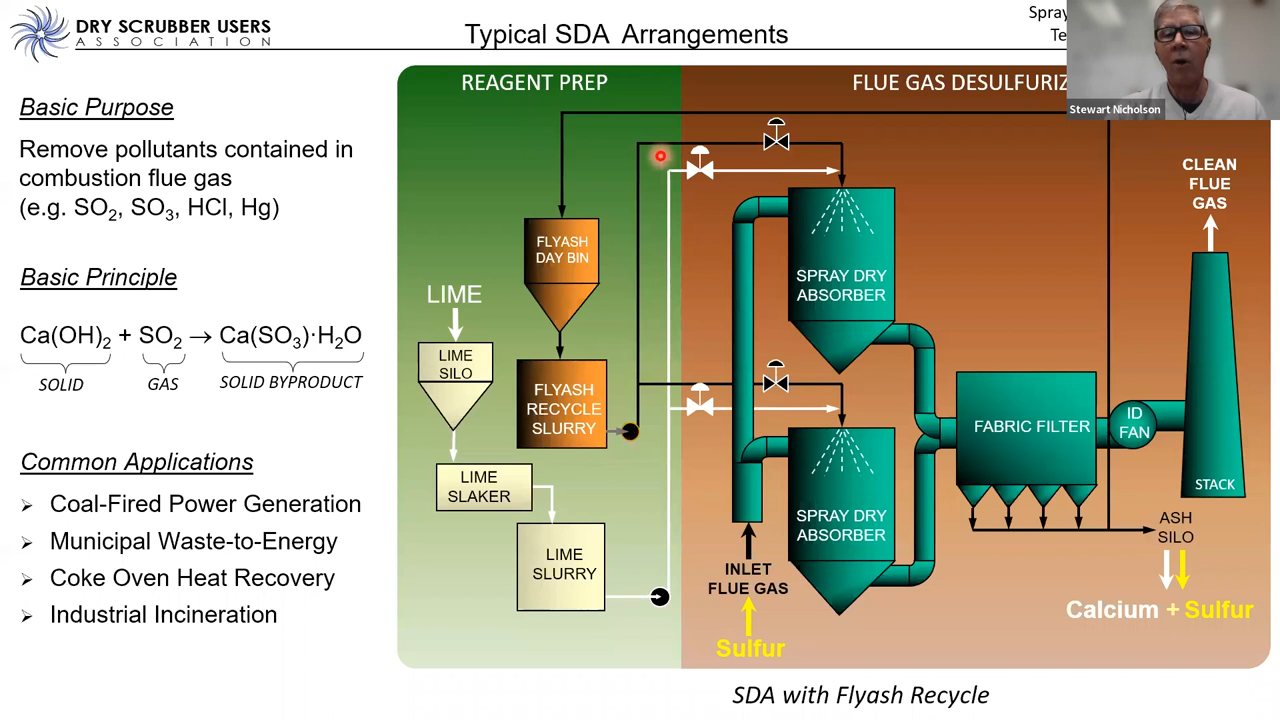 DRY SCRUBBER USERS
ASSOCIATION
Typical SDA Arrangements
Spray
Te
Stewart Nicholson
Basic Purpose
Remove pollutants contained in
combustion flue gas
(e.g. SO₂, SO₃, HCl, Hg)
Basic Principle
Ca(OH)₂ + SO₂ → Ca(SO₃)·H₂O
SOLID
GAS
SOLID BYPRODUCT
Common Applications
Coal-Fired Power Generation
Municipal Waste-to-Energy
Coke Oven Heat Recovery
Industrial Incineration
REAGENT PREP
FLUE GAS DESULFURIZ
FLYASH
DAY BIN
LIME
LIME
SILO
FLYASH
RECYCLE
SLURRY
LIME
SLAKER
LIME
SLURRY
SPRAY DRY
ABSORBER
SPRAY DRY
ABSORBER
INLET
FLUE GAS
Sulfur
FABRIC FILTER
ID
FAN
CLEAN
FLUE
GAS
STACK
ASH
SILO
Calcium + Sulfur
SDA with Flyash Recycle